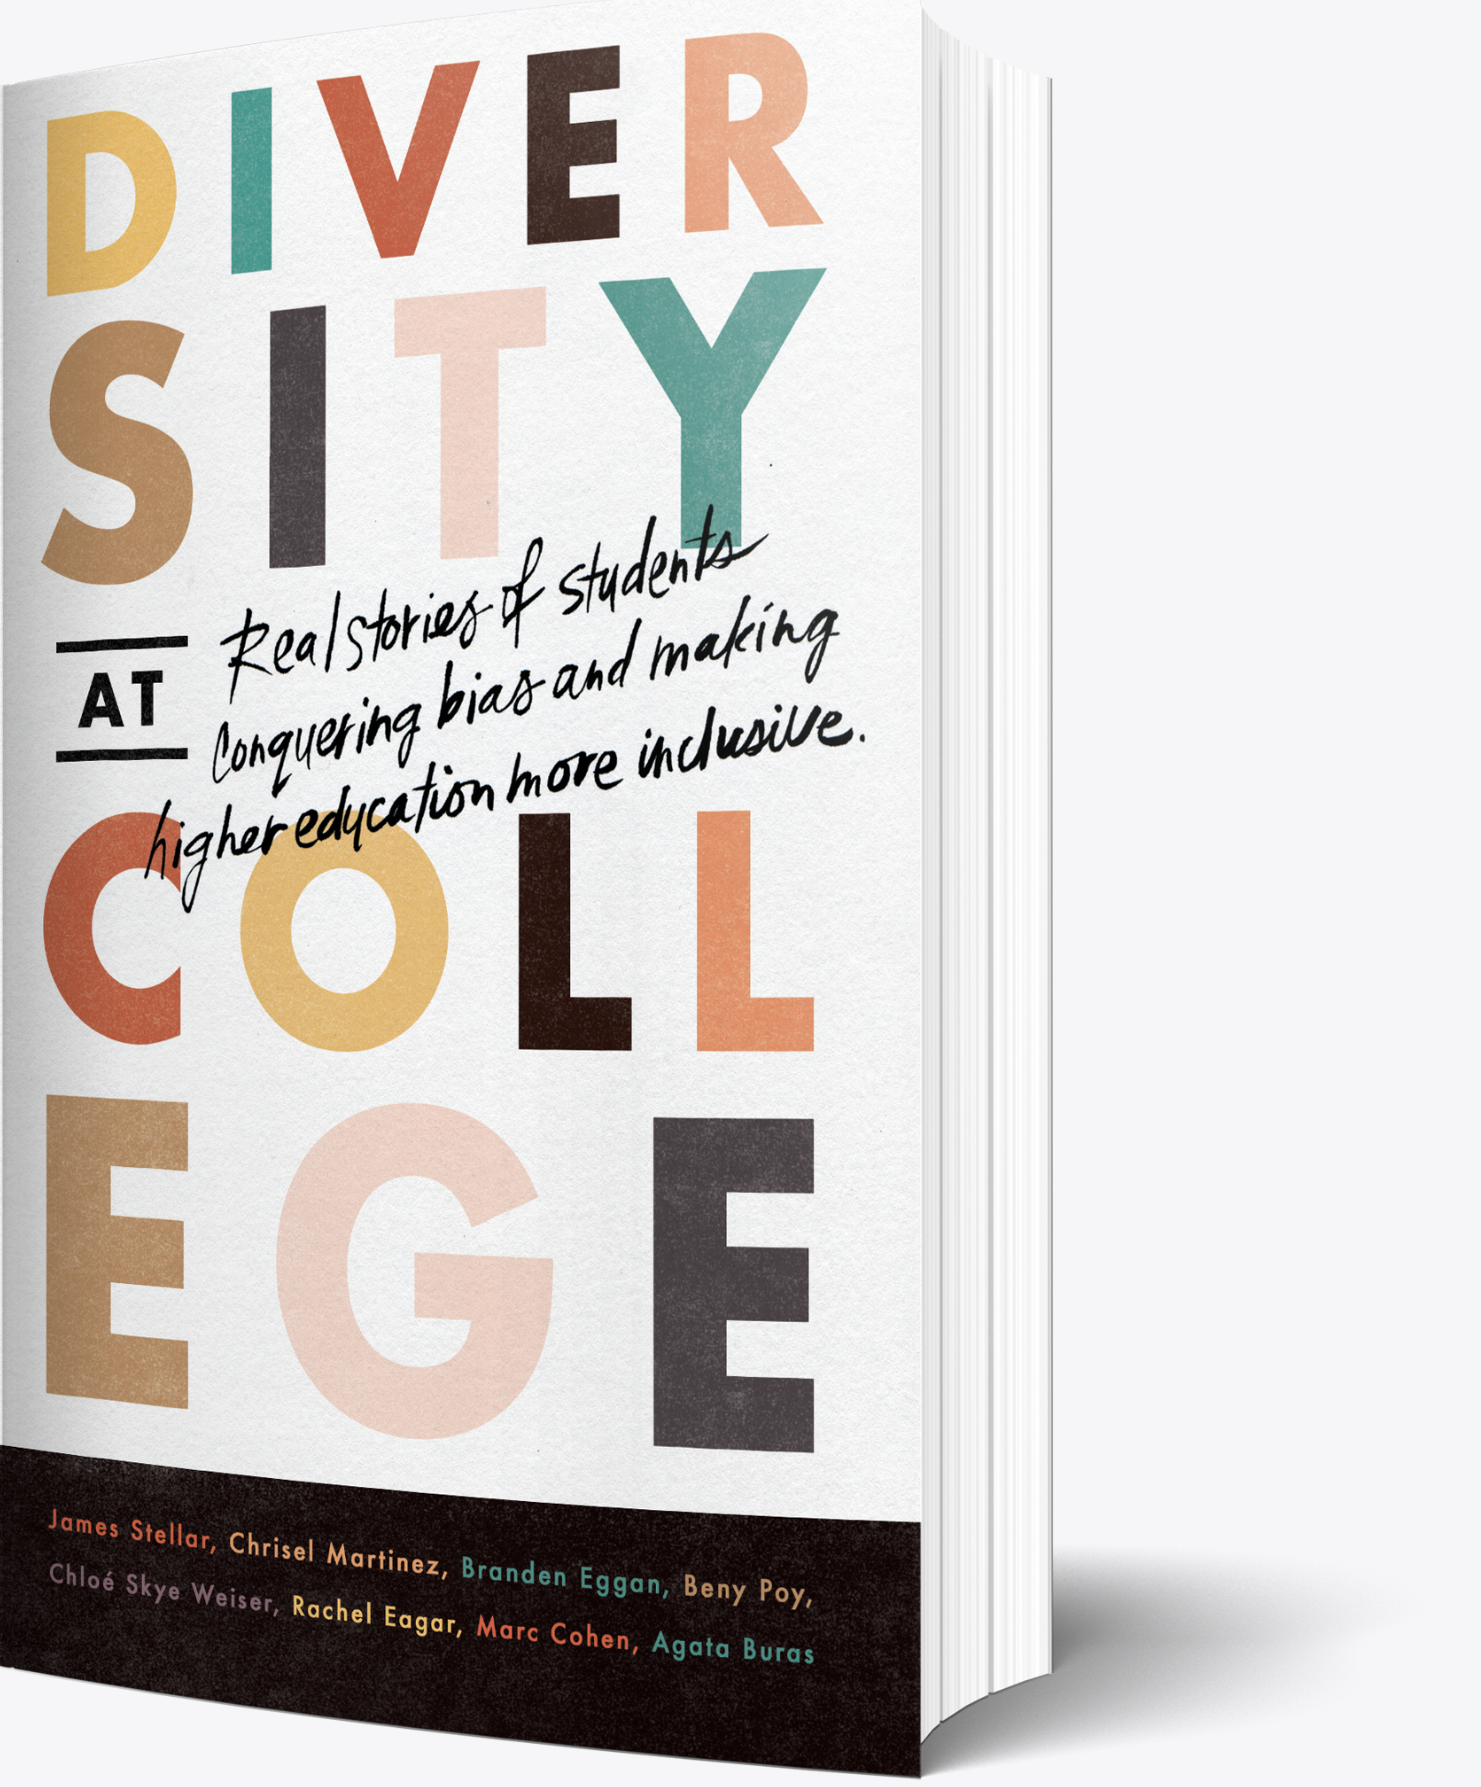 DIVER
SITY
AT
Real stories of students
Conquering bias and making
higher education more inclusive.
COLL
EGE
James Stellar, Chrisel Martinez, Branden Eggan, Beny Poy,
Chloé Skye Weiser, Rachel Eagar, Marc Cohen, Agata Buras